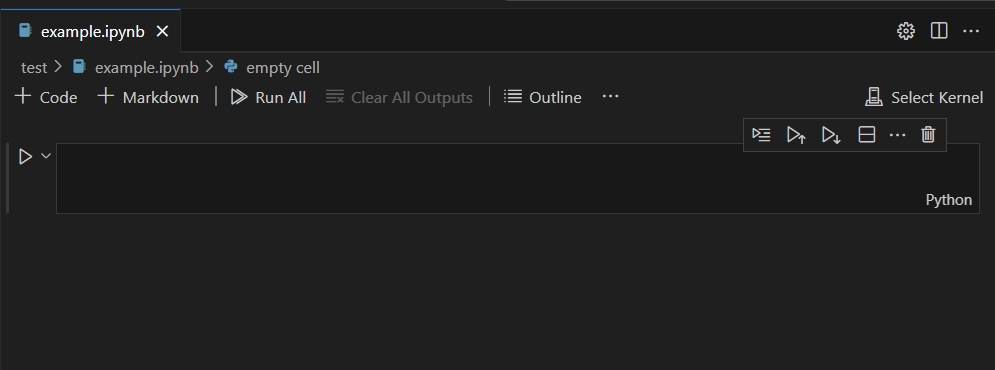 example.ipynb
test > example.ipynb > empty cell
Code Markdown Run All Clear All Outputs Outline ... Select Kernel
Python